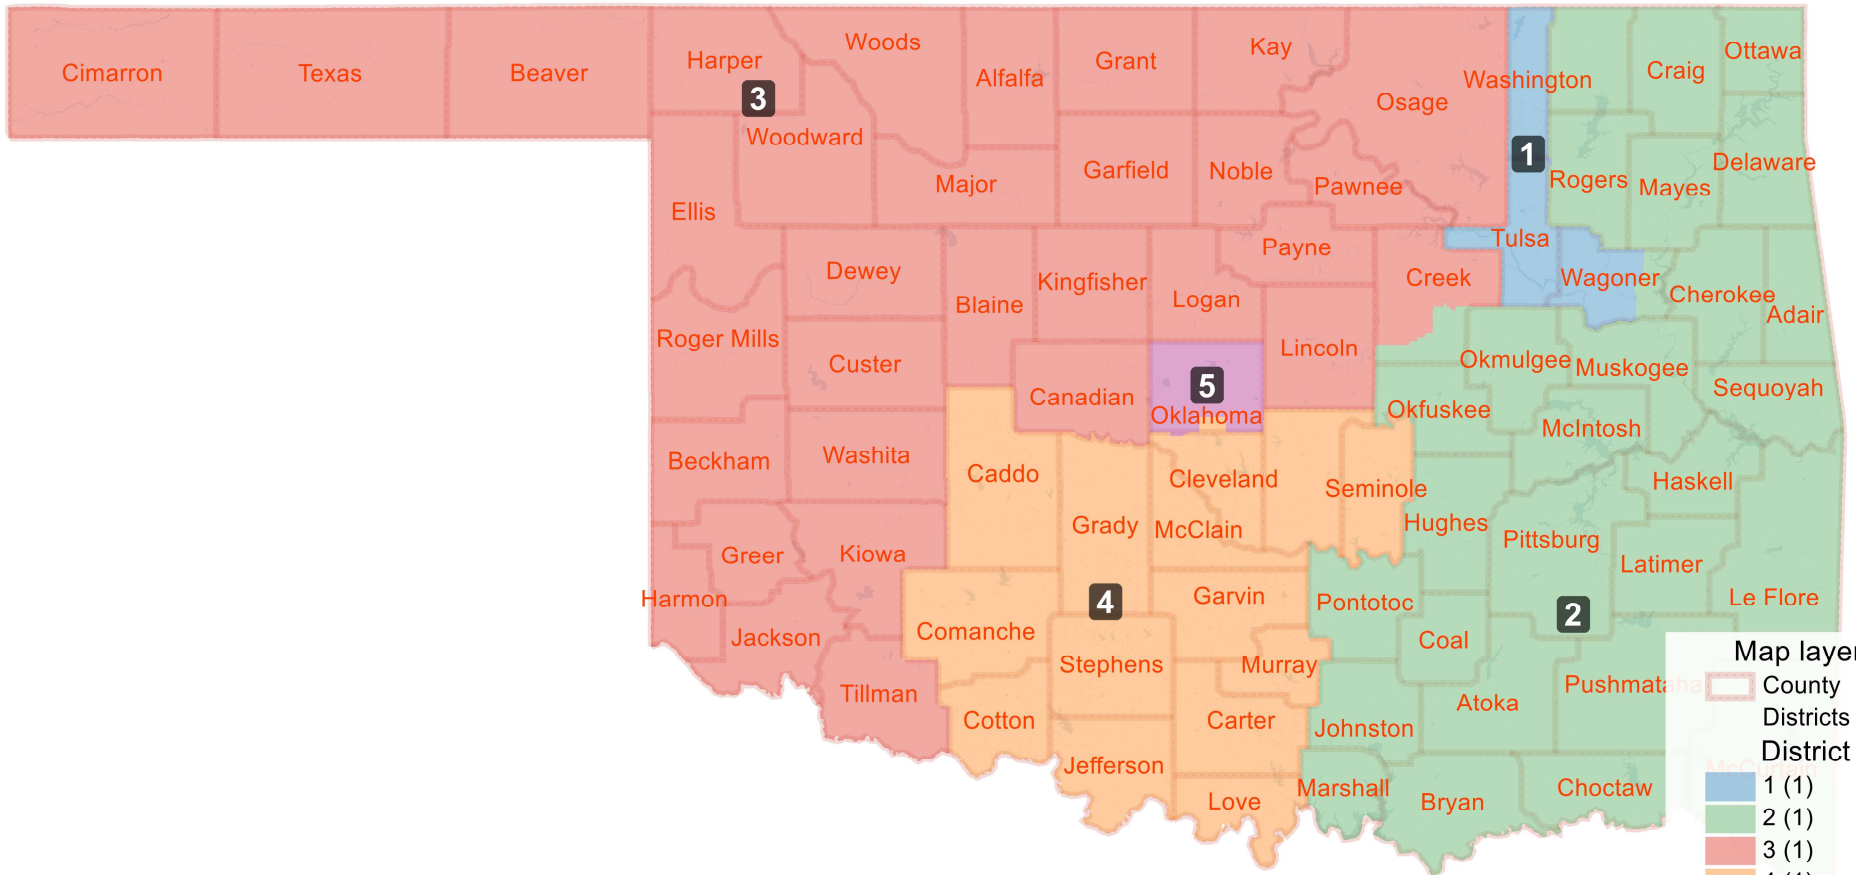 Cimarron
Texas
Beaver
Harper
3
Woods
Woodward
Alfalfa
Grant
Kay
Osage
Washington
Craig
Ottawa
1
Delaware
Ellis
Major
Garfield
Noble
Pawnee
Rogers
Mayes
Dewey
Blaine
Kingfisher
Logan
Payne
Creek
Tulsa
Wagoner
Cherokee
Adair
Roger Mills
Custer
Canadian
5
Oklahoma
Lincoln
Okmulgee
Muskogee
Sequoyah
Okfuskee
McIntosh
Beckham
Washita
Caddo
Cleveland
Seminole
Haskell
Grady
McClain
Hughes
Pittsburg
Greer
Kiowa
Latimer
Harmon
4
Garvin
Pontotoc
2
Le Flore
Jackson
Comanche
Stephens
Murray
Coal
Tillman
Cotton
Carter
Johnston
Atoka
Pushmataha
Jefferson
Love
Marshall
Bryan
Choctaw
McCurtain
Map layer
County
Districts
District
1 (1)
2 (1)
3 (1)